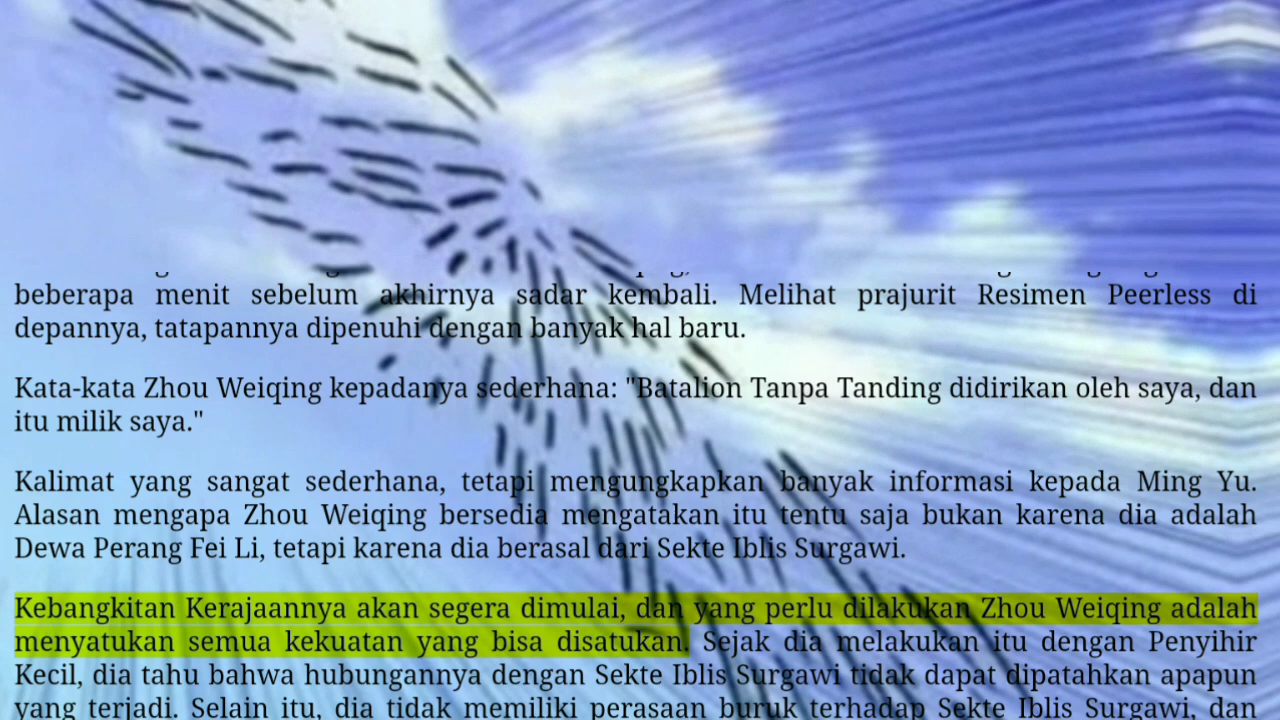 beberapa menit sebelum akhirnya sadar kembali. Melihat prajurit Resimen Peerless di
depannya, tatapannya dipenuhi dengan banyak hal baru.
Kata-kata Zhou Weiqing kepadanya sederhana: "Batalion Tanpa Tanding didirikan oleh saya, dan
itu milik saya."
Kalimat yang sangat sederhana, tetapi mengungkapkan banyak informasi kepada Ming Yu.
Alasan mengapa Zhou Weiqing bersedia mengatakan itu tentu saja bukan karena dia adalah
Dewa Perang Fei Li, tetapi karena dia berasal dari Sekte Iblis Surgawi.
Kebangkitan Kerajaannya akan segera dimulai, dan yang perlu dilakukan Zhou Weiqing adalah
menyatukan semua kekuatan yang bisa disatukan. Sejak dia melakukan itu dengan Penyihir
Kecil, dia tahu bahwa hubungannya dengan Sekte Iblis Surgawi tidak dapat dipatahkan apapun
yang terjadi. Selain itu, dia tidak memiliki perasaan buruk terhadap Sekte Iblis Surgawi, dan